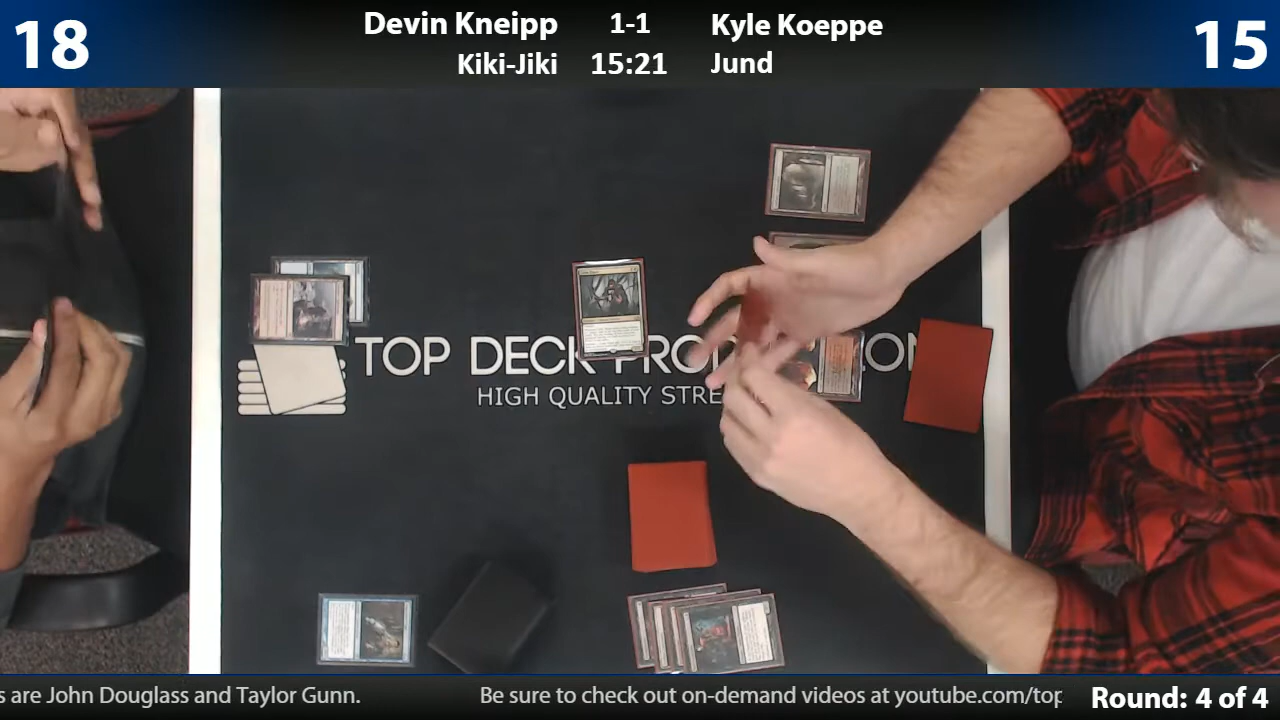 18
Devin Kneipp
1-1
Kyle Koeppe
15
Kiki-Jiki
15:21
Jund
TOP DECK PRO
HIGH QUALITY STRE
s are John Douglass and Taylor Gunn.
Be sure to check out on-demand videos at youtube.com/top
Round: 4 of 4